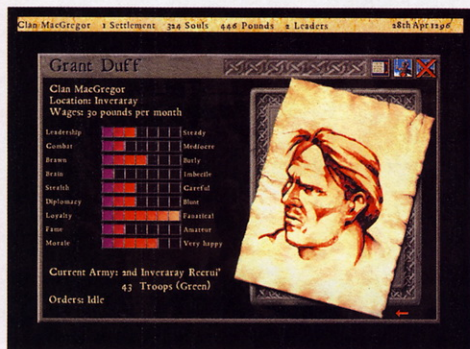 Clan MacGregor 1 Settlement 324 Souls 446 Pounds 2 Leaders 28th Apr 1296
Grant Duff
Clan MacGregor
Location: Inveraray
Wages: 30 pounds per month
Leadership Steady
Combat Mediocre
Brawn Burly
Brain Imbecile
Stealth Careful
Diplomacy Blunt
Loyalty Fanatical
Fame Amateur
Morale Very happy
Current Army: 2nd Inveraray Recrui"
43 Troops (Green)
Orders: Idle